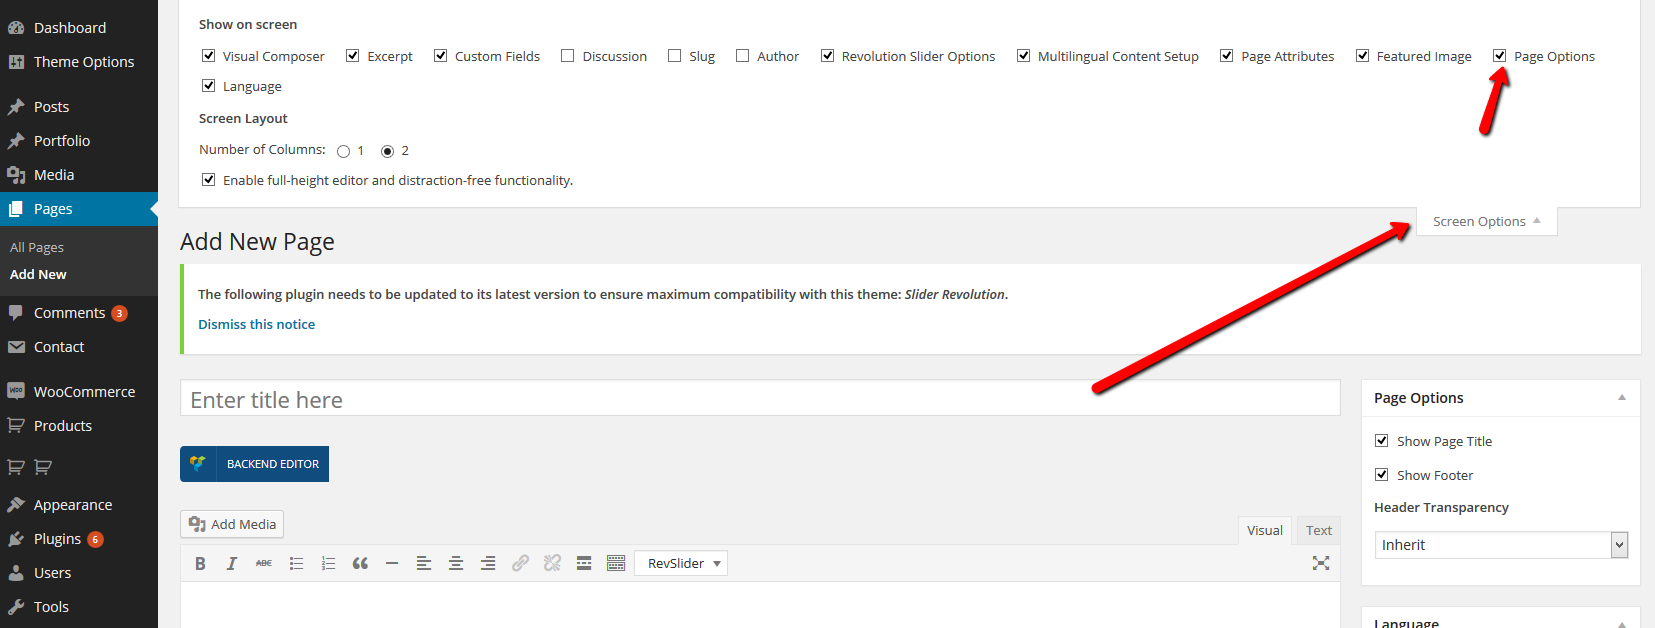 Dashboard
Theme Options
Posts
Portfolio
Media
Pages
All Pages
Add New
Comments 3
Contact
WOO WooCommerce
Products
Appearance
Plugins 6
Users
Tools
Show on screen
Visual Composer Excerpt Custom Fields Discussion Slug Author Revolution Slider Options Multilingual Content Setup Page Attributes Featured Image Page Options
Language
Screen Layout
Number of Columns: 1 2
Enable full-height editor and distraction-free functionality.
Screen Options
Add New Page
The following plugin needs to be updated to its latest version to ensure maximum compatibility with this theme: Slider Revolution.
Dismiss this notice
Enter title here
BACKEND EDITOR
Add Media
Visual Text
B I ABC RevSlider
Page Options
Show Page Title
Show Footer
Header Transparency
Inherit
Language